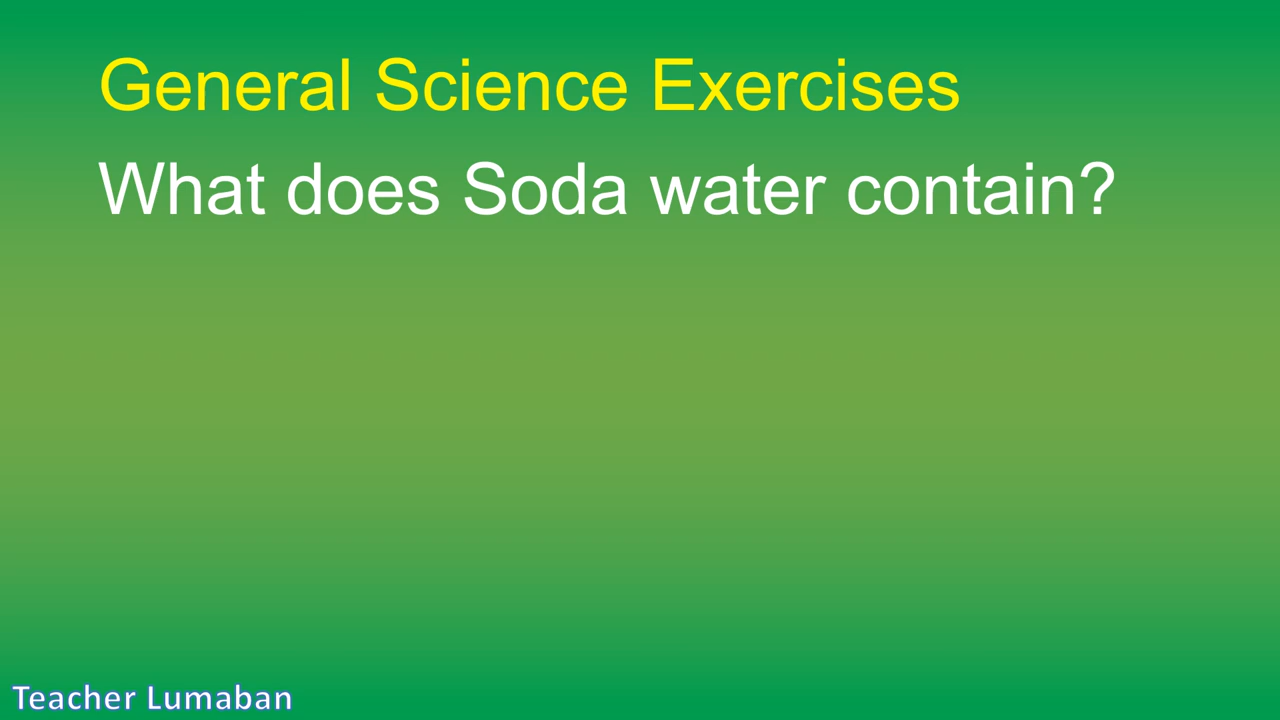 General Science Exercises
What does Soda water contain?
Teacher Lumaban